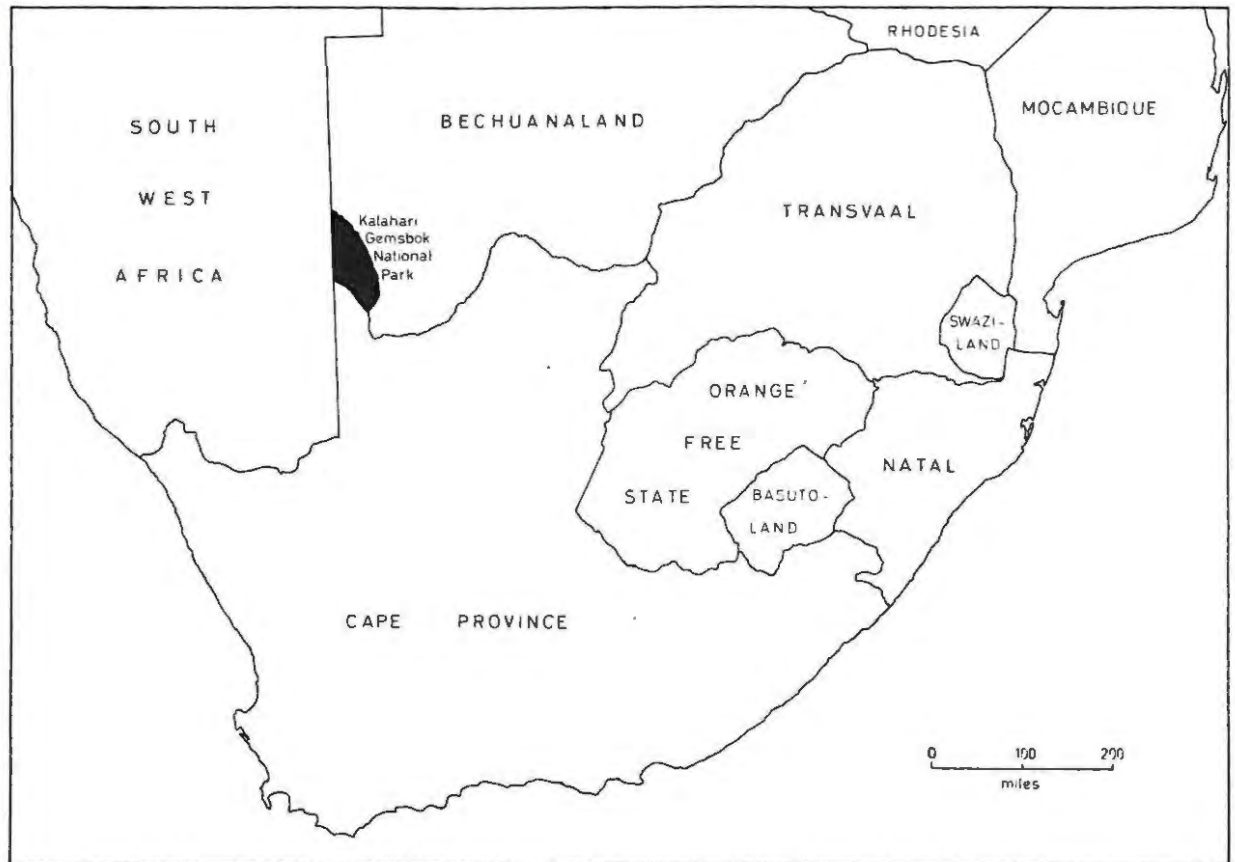 RHODESIA
SOUTH
WEST
AFRICA
BECHUANALAND
MOCAMBIQUE
TRANSVAAL
Kalahari
Gemsbok
National
Park
SWAZI-
LAND
ORANGE
FREE
STATE
BASUTO-
LAND
NATAL
CAPE PROVINCE
0 100 200
miles